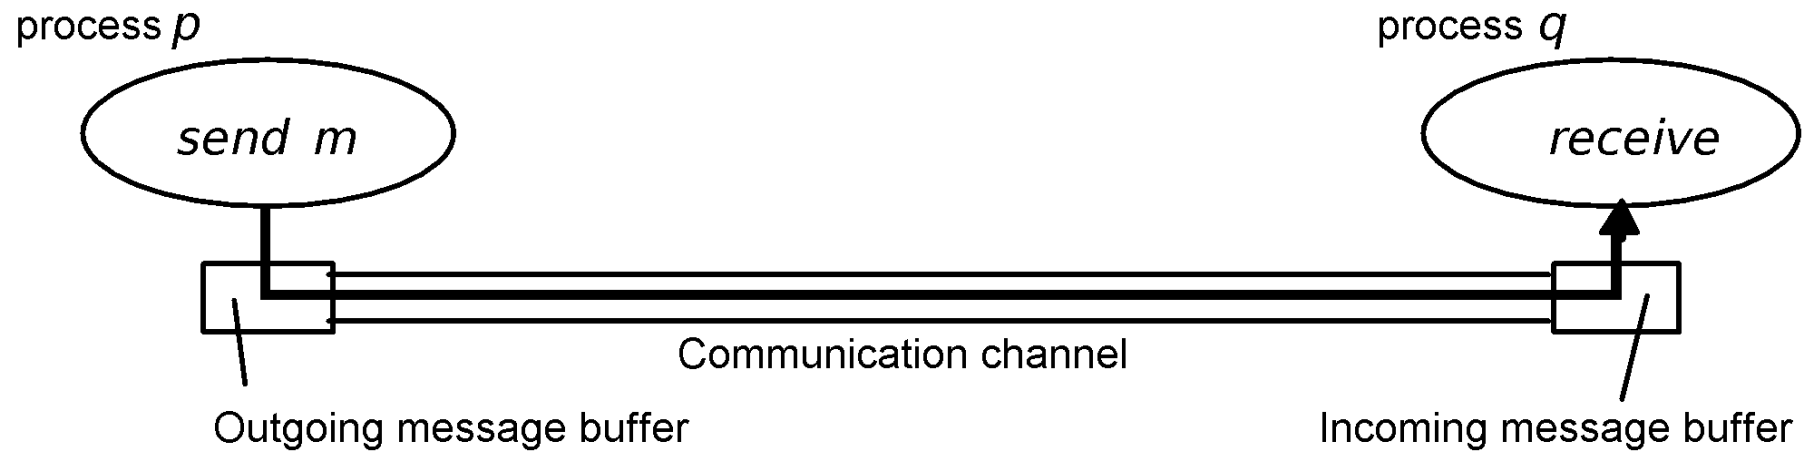 process p
process q
send m
receive
Communication channel
Outgoing message buffer
Incoming message buffer